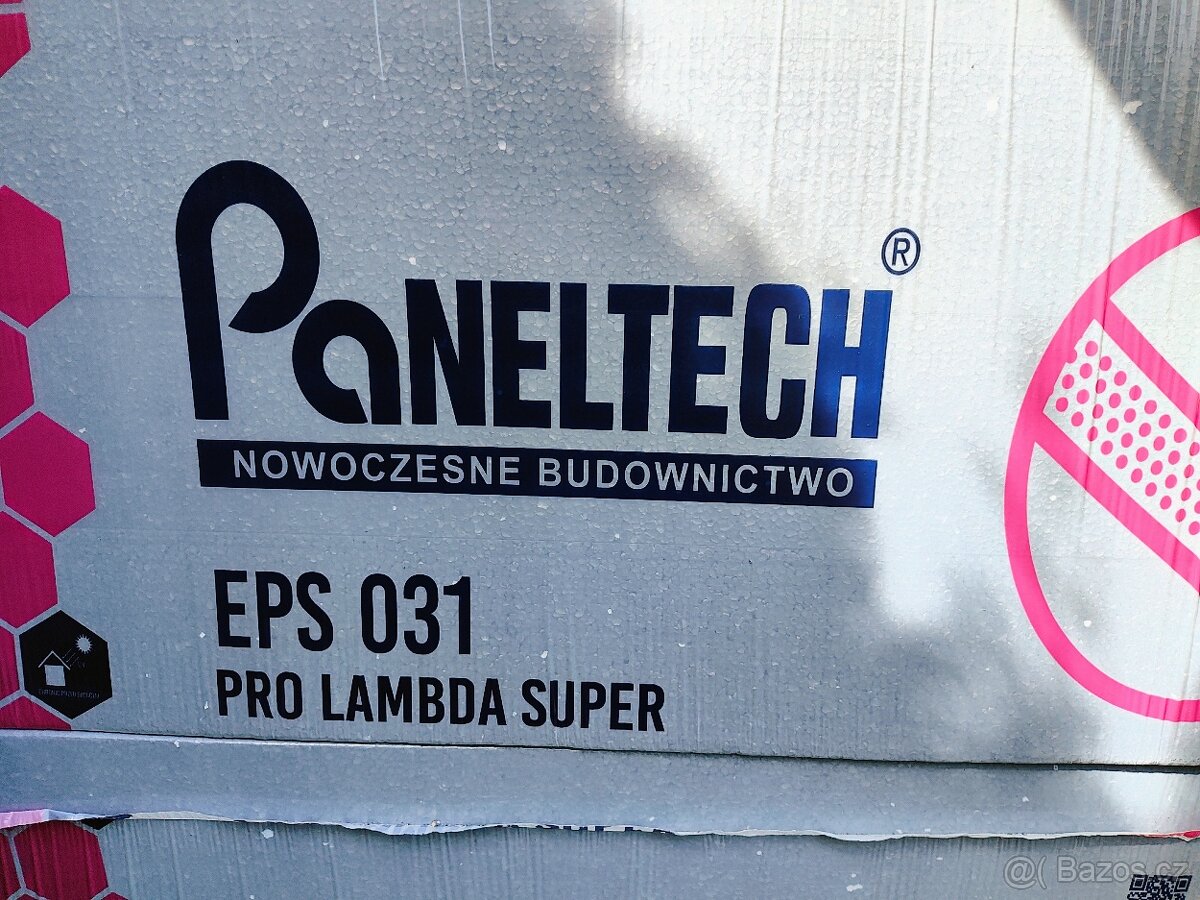 PaNELTECH ®
NOWOCZESNE BUDOWNICTWO
EPS 031
PRO LAMBDA SUPER
@( Bazos.cz